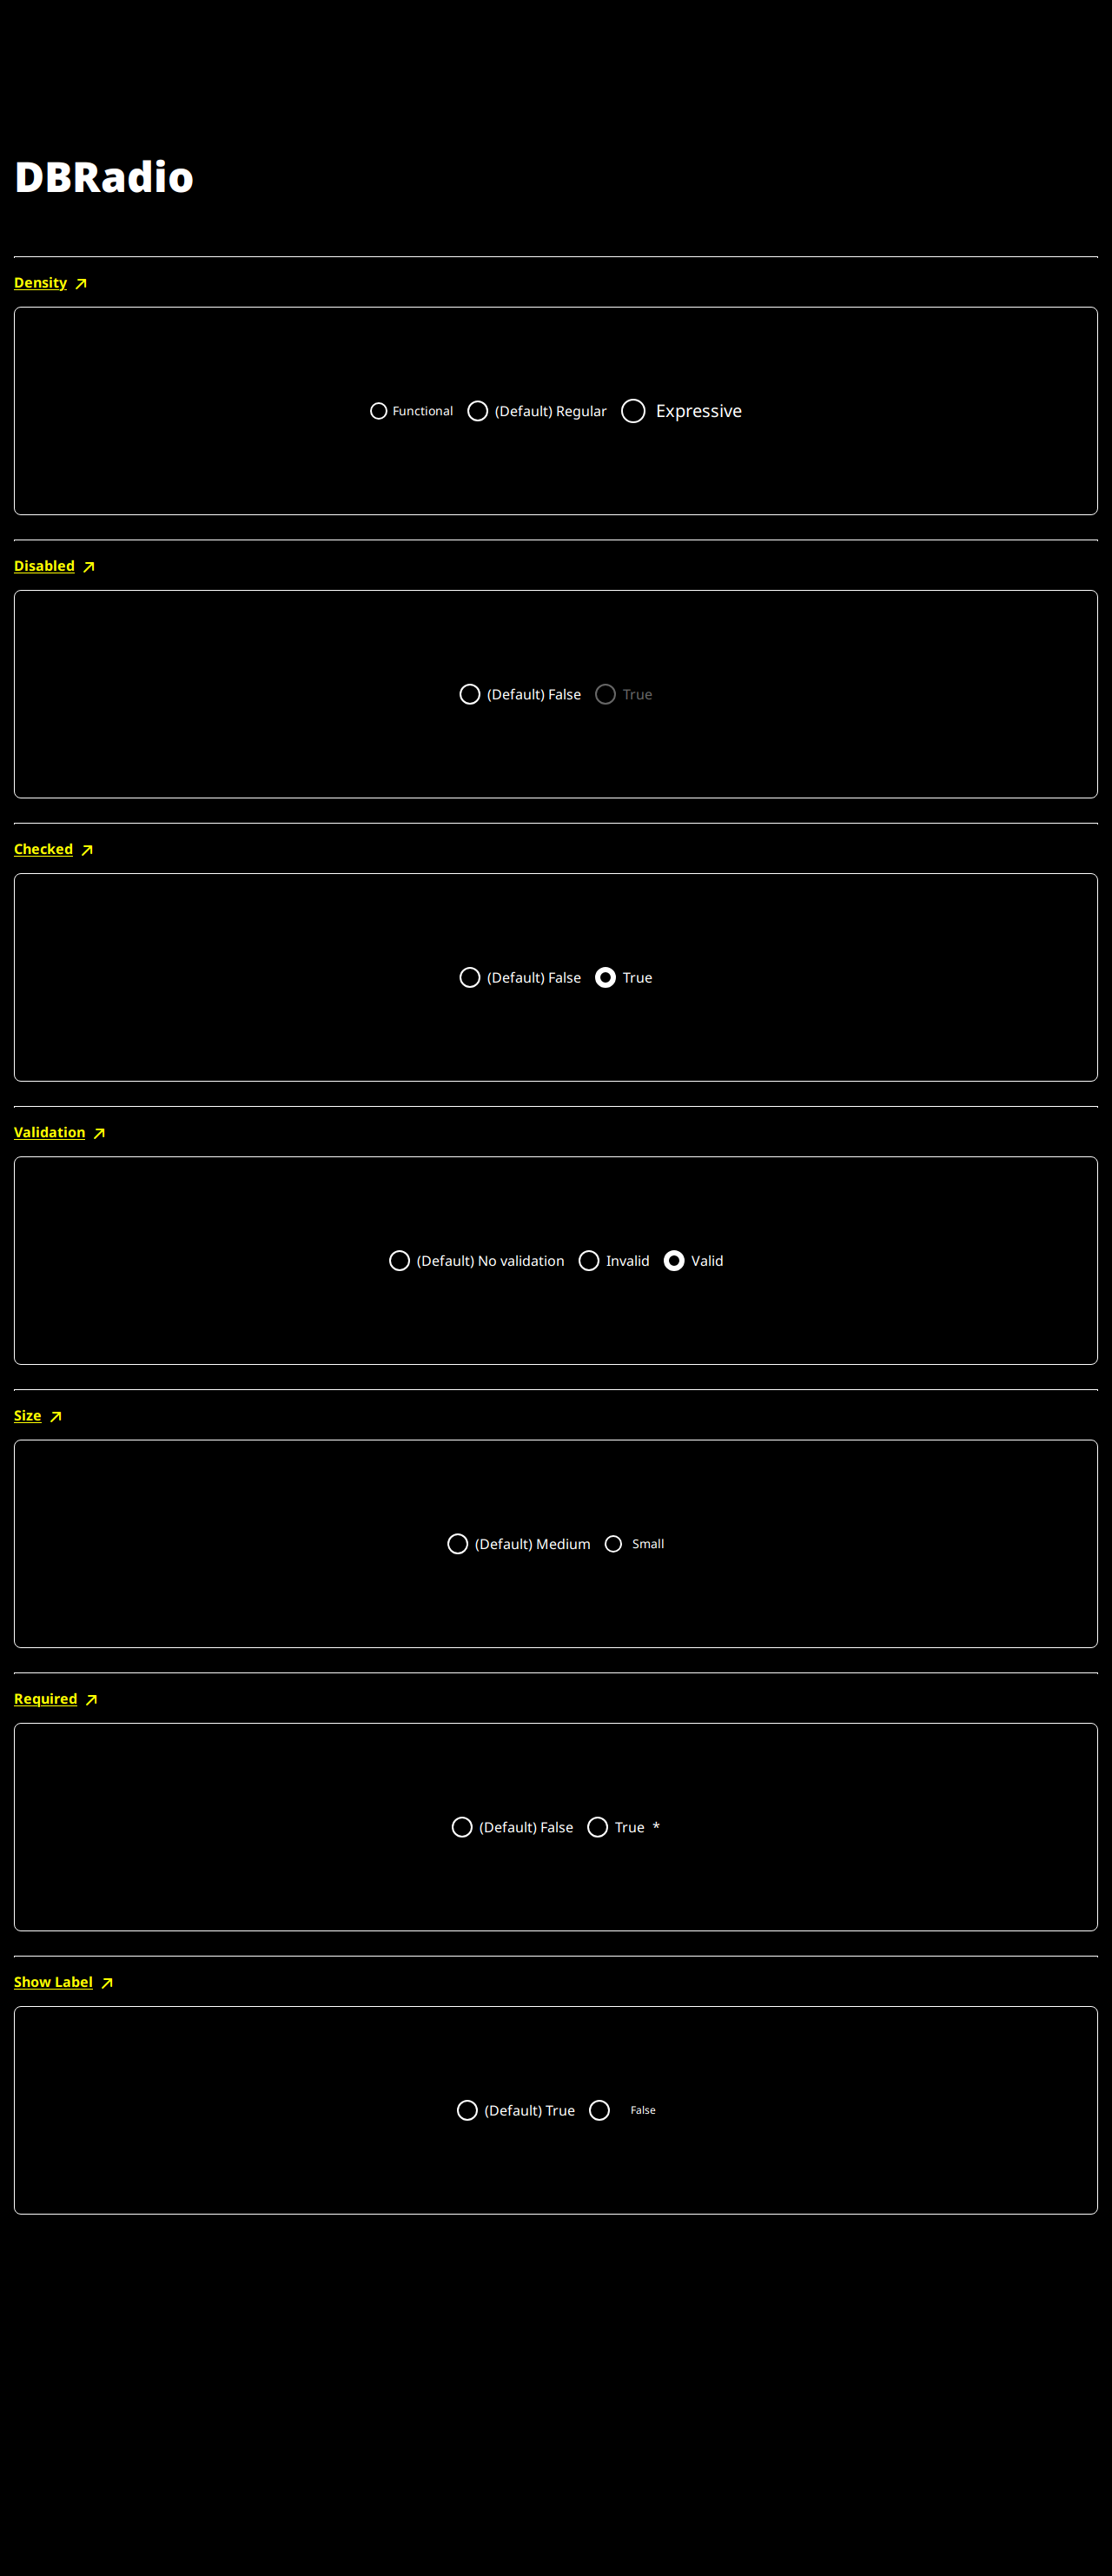 DBRadio
Density
Functional (Default) Regular Expressive
Disabled
(Default) False True
Checked
(Default) False True
Validation
(Default) No validation Invalid Valid
Size
(Default) Medium Small
Required
(Default) False True *
Show Label
(Default) True False